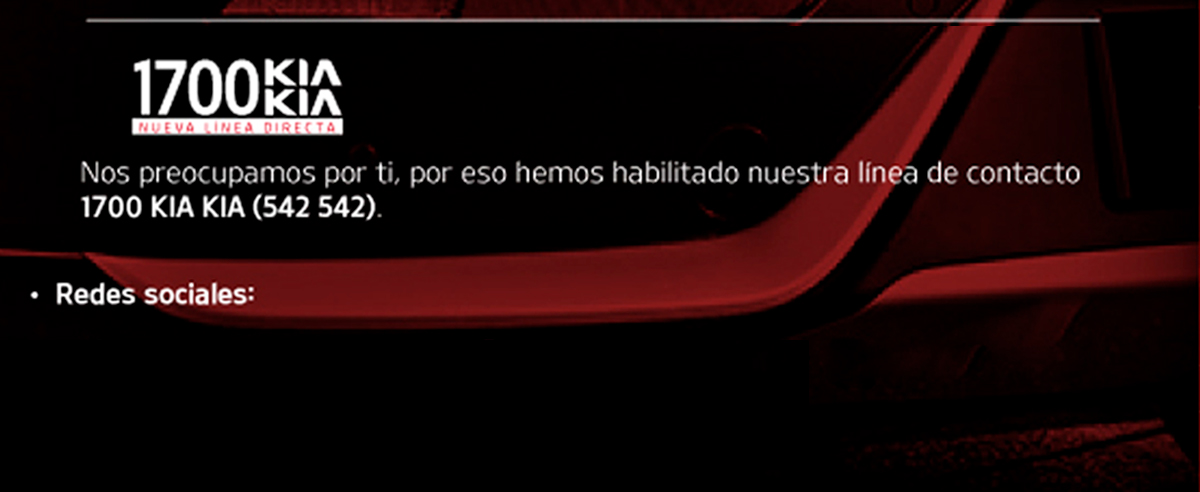 1700 KIA
KIA
NUEVA LINEA DIRECTA
Nos preocupamos por ti, por eso hemos habilitado nuestra línea de contacto
1700 KIA KIA (542 542).
• Redes sociales: